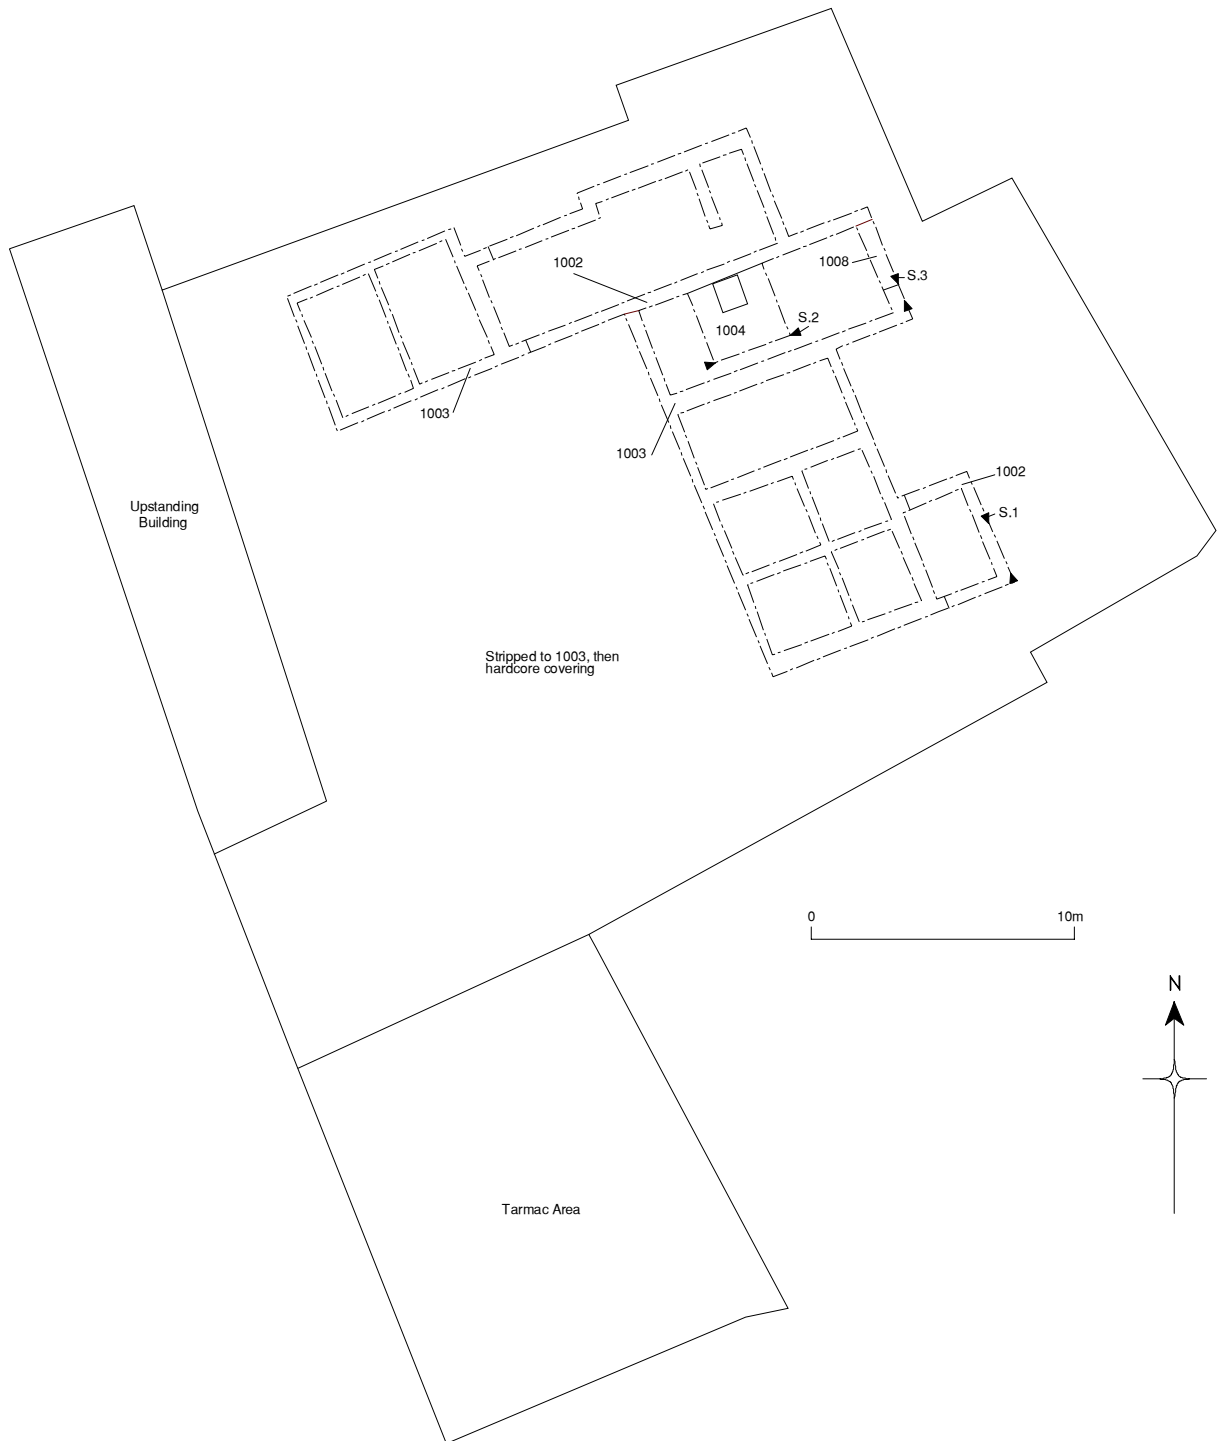 1002
1008
S.3
S.2
1004
1003
1003
1002
S.1
Upstanding
Building
Stripped to 1003, then
hardcore covering
0
10m
N
Tarmac Area